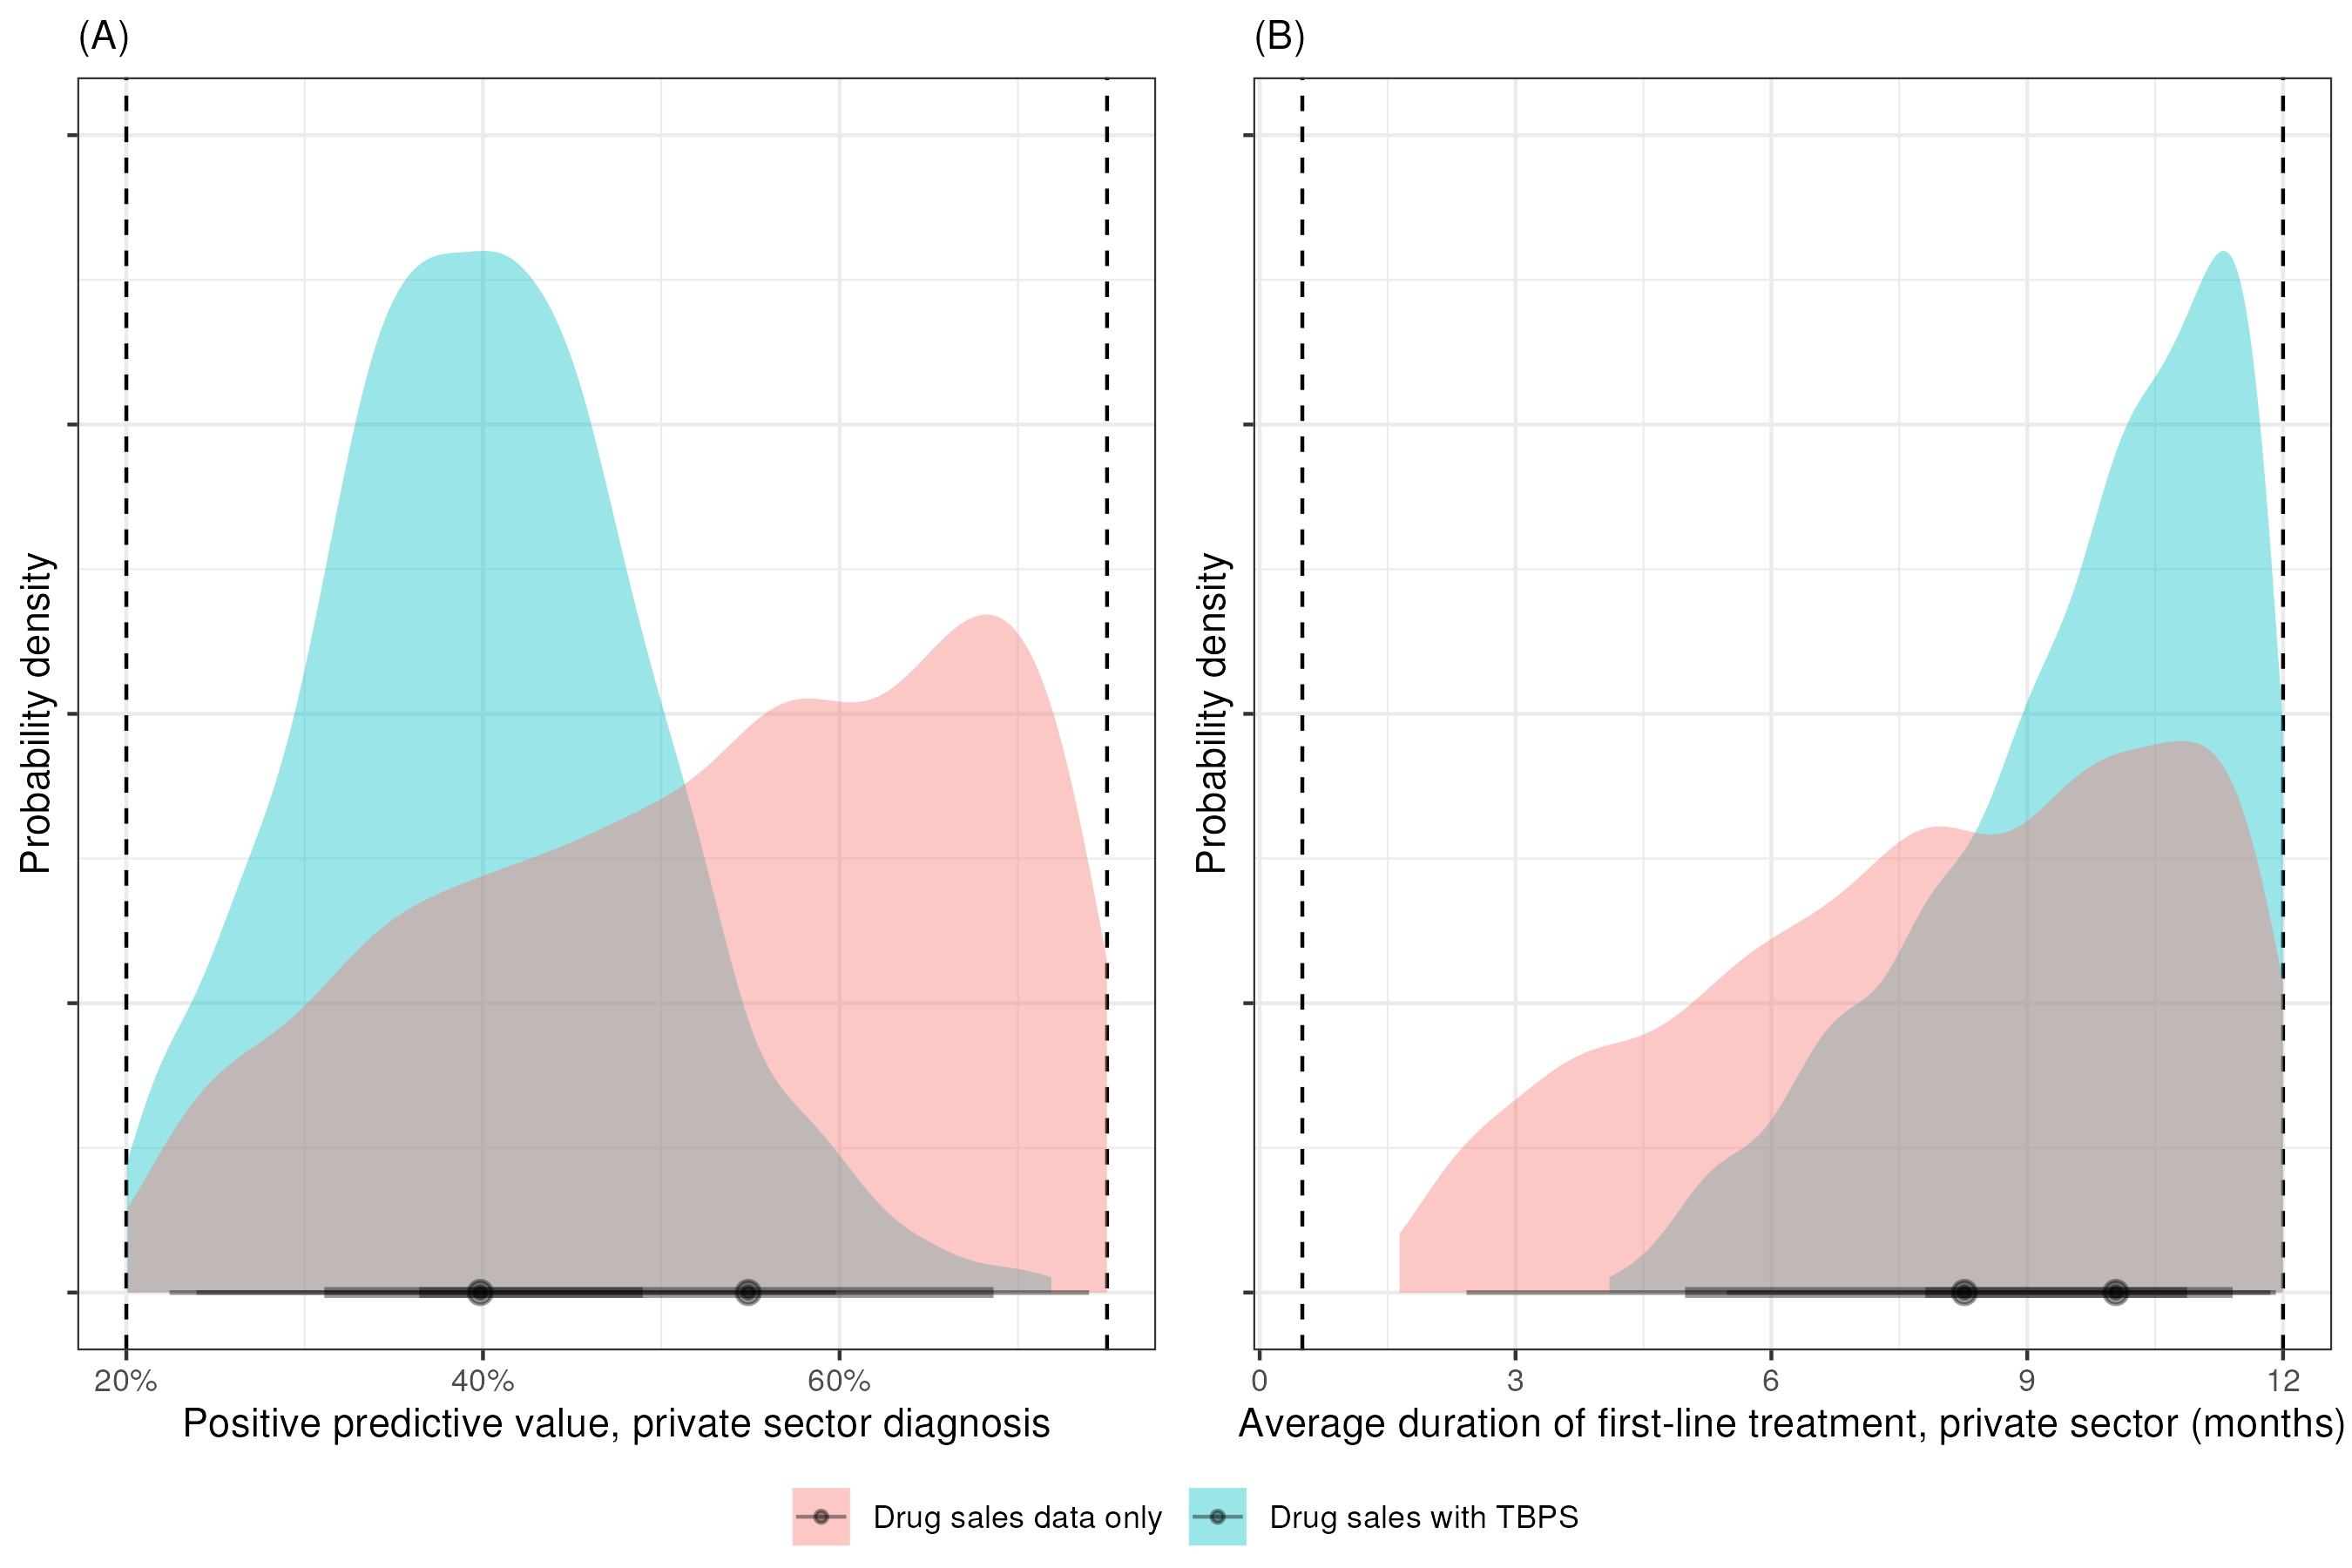 (A)
Probability density
20% 40% 60%
Positive predictive value, private sector diagnosis
(B)
Probability density
0 3 6 9 12
Average duration of first-line treatment, private sector (months)
Drug sales data only Drug sales with TBPS